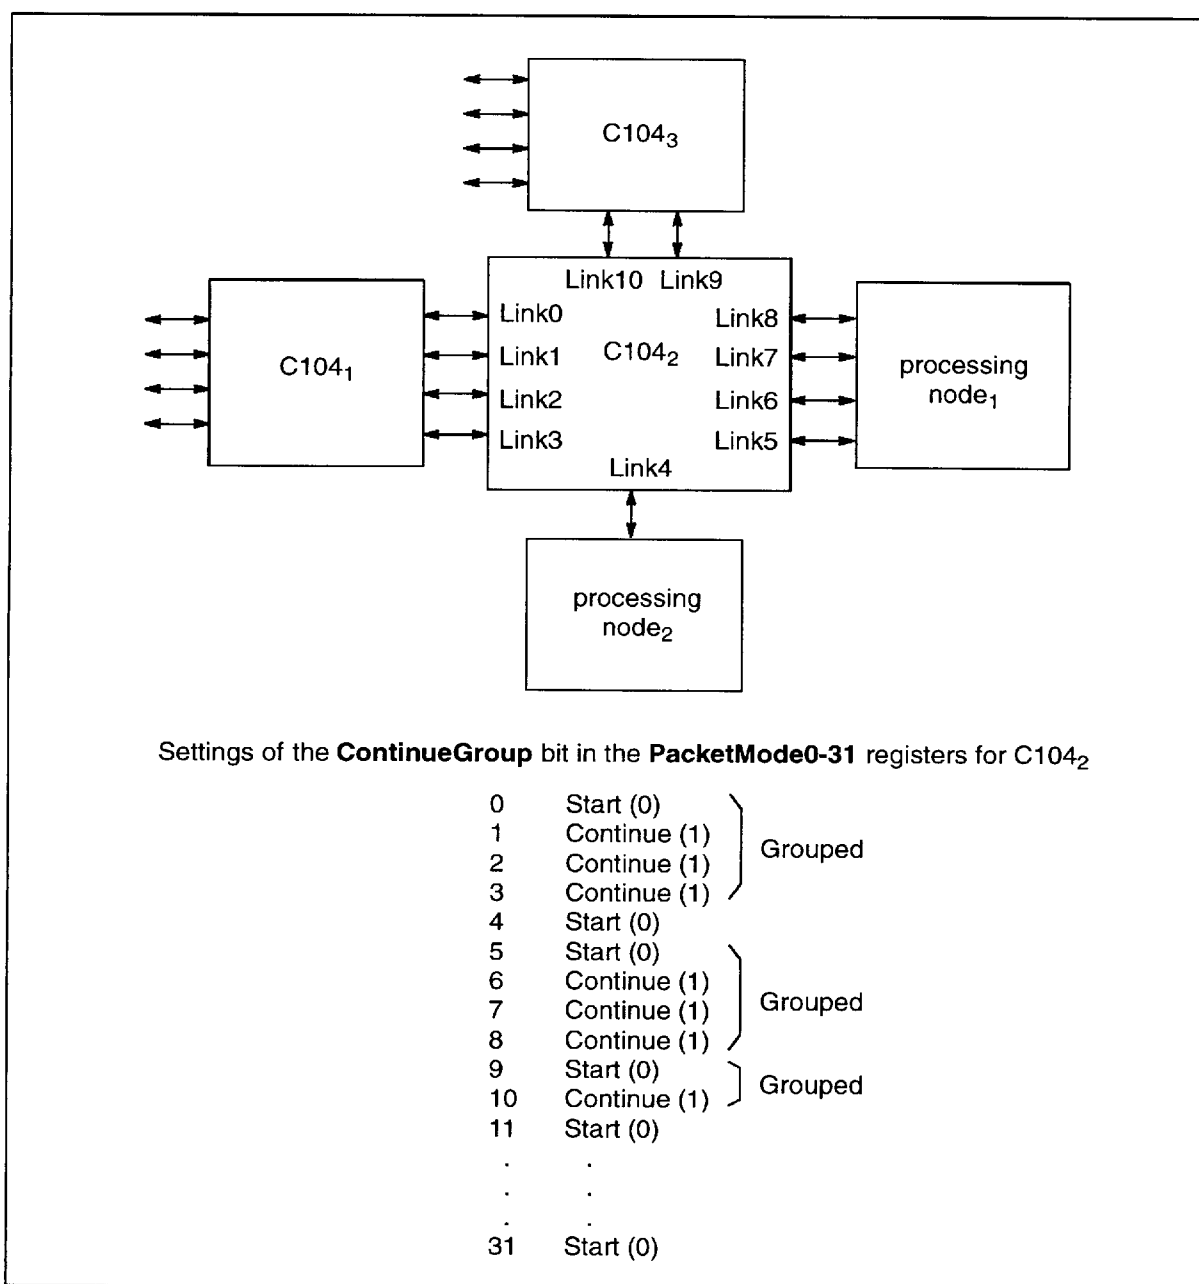 C104₃
Link10 Link9
Link0 Link8
Link1 C104₂ Link7
Link2 Link6
Link3 Link5
Link4
C104₁
processing
node₁
processing
node₂
Settings of the ContinueGroup bit in the PacketMode0-31 registers for C104₂
0 Start (0)
1 Continue (1)
2 Continue (1)
3 Continue (1)
Grouped
4 Start (0)
5 Start (0)
6 Continue (1)
7 Continue (1)
8 Continue (1)
Grouped
9 Start (0)
10 Continue (1)
Grouped
11 Start (0)
. .
. .
. .
31 Start (0)